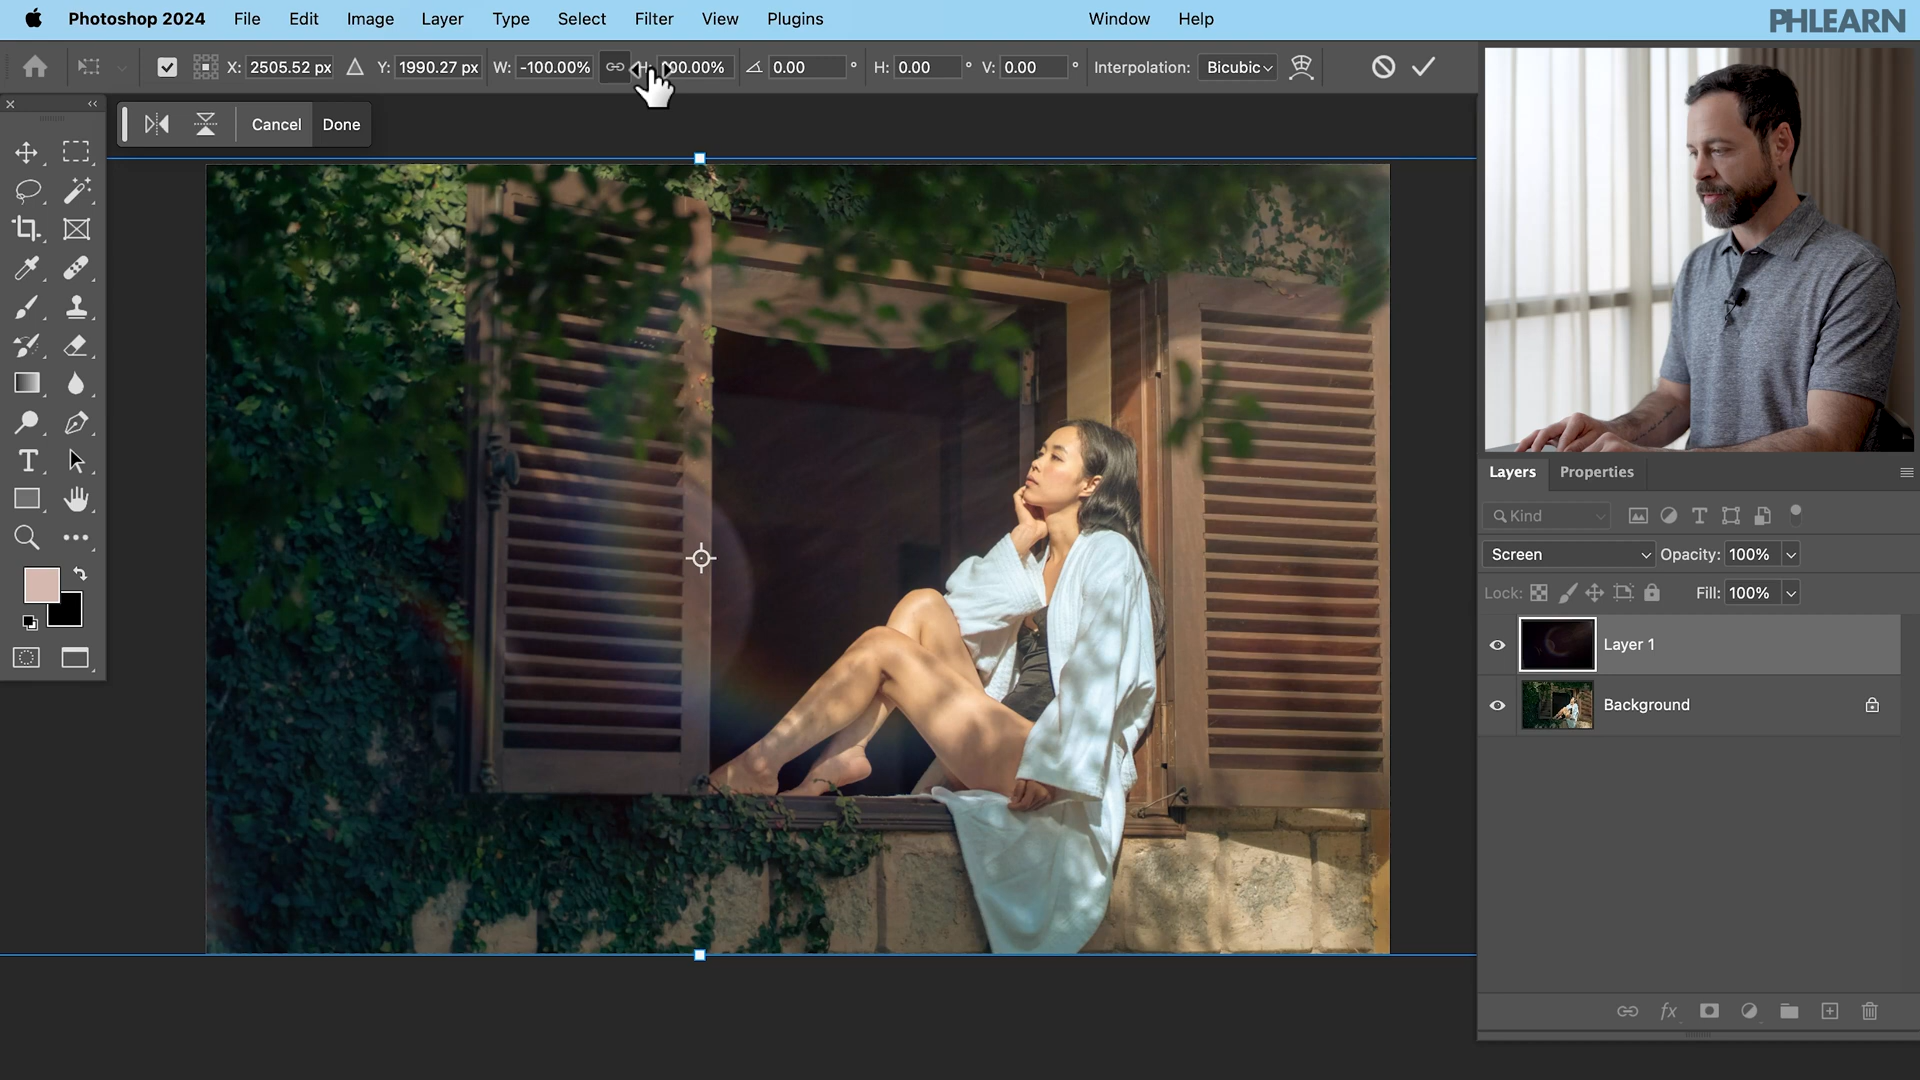 Photoshop 2024 File Edit Image Layer Type Select Filter View Plugins Window Help
PHLEARN
X: 2505.52 px Y: 1990.27 px W: -100.00% 00.00% 0.00 ° H: 0.00 ° V: 0.00 ° Interpolation: Bicubic
Cancel Done
Layers Properties
Kind
Screen Opacity: 100%
Lock: Fill: 100%
Layer 1
Background